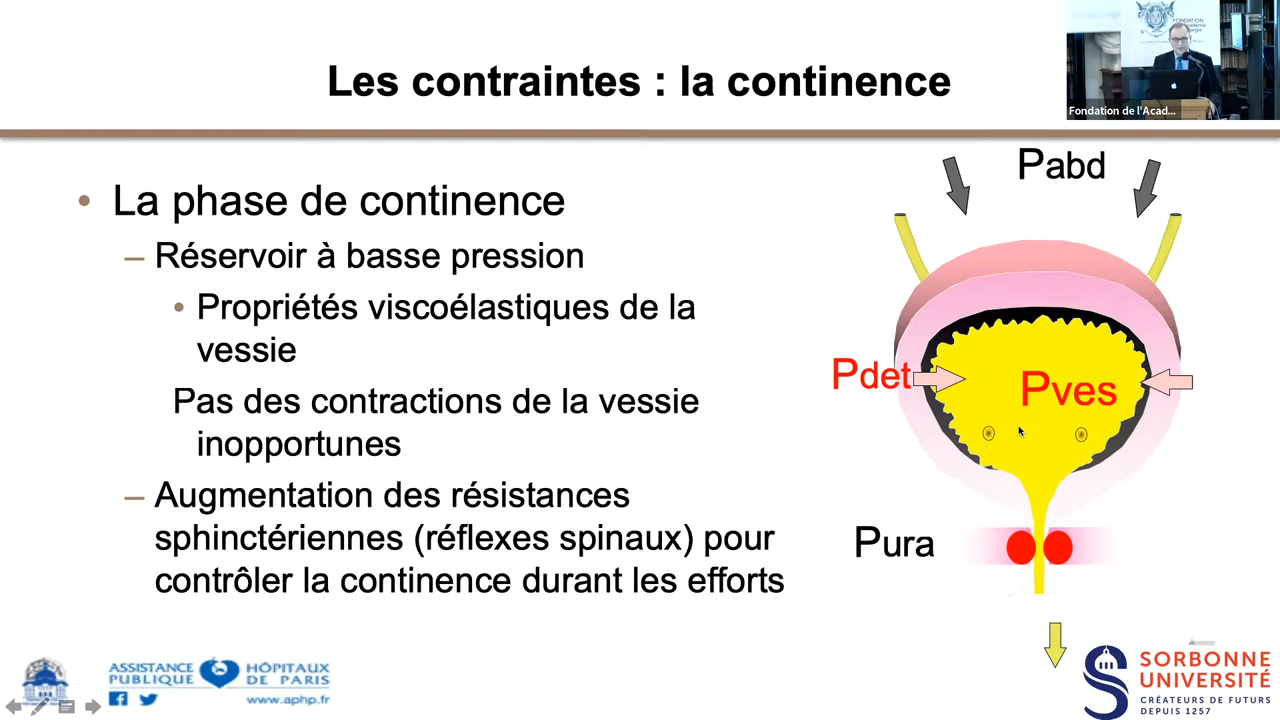 Les contraintes : la continence
Fondation de l'Acad...
• La phase de continence
– Réservoir à basse pression
• Propriétés viscoélastiques de la
vessie
Pas des contractions de la vessie
inopportunes
– Augmentation des résistances
sphinctériennes (réflexes spinaux) pour
contrôler la continence durant les efforts
Pabd
Pdet
Pves
Pura
ASSISTANCE
PUBLIQUE
HÔPITAUX
DE PARIS
www.aphp.fr
SORBONNE
UNIVERSITÉ
CRÉATEURS DE FUTURS
DEPUIS 1257